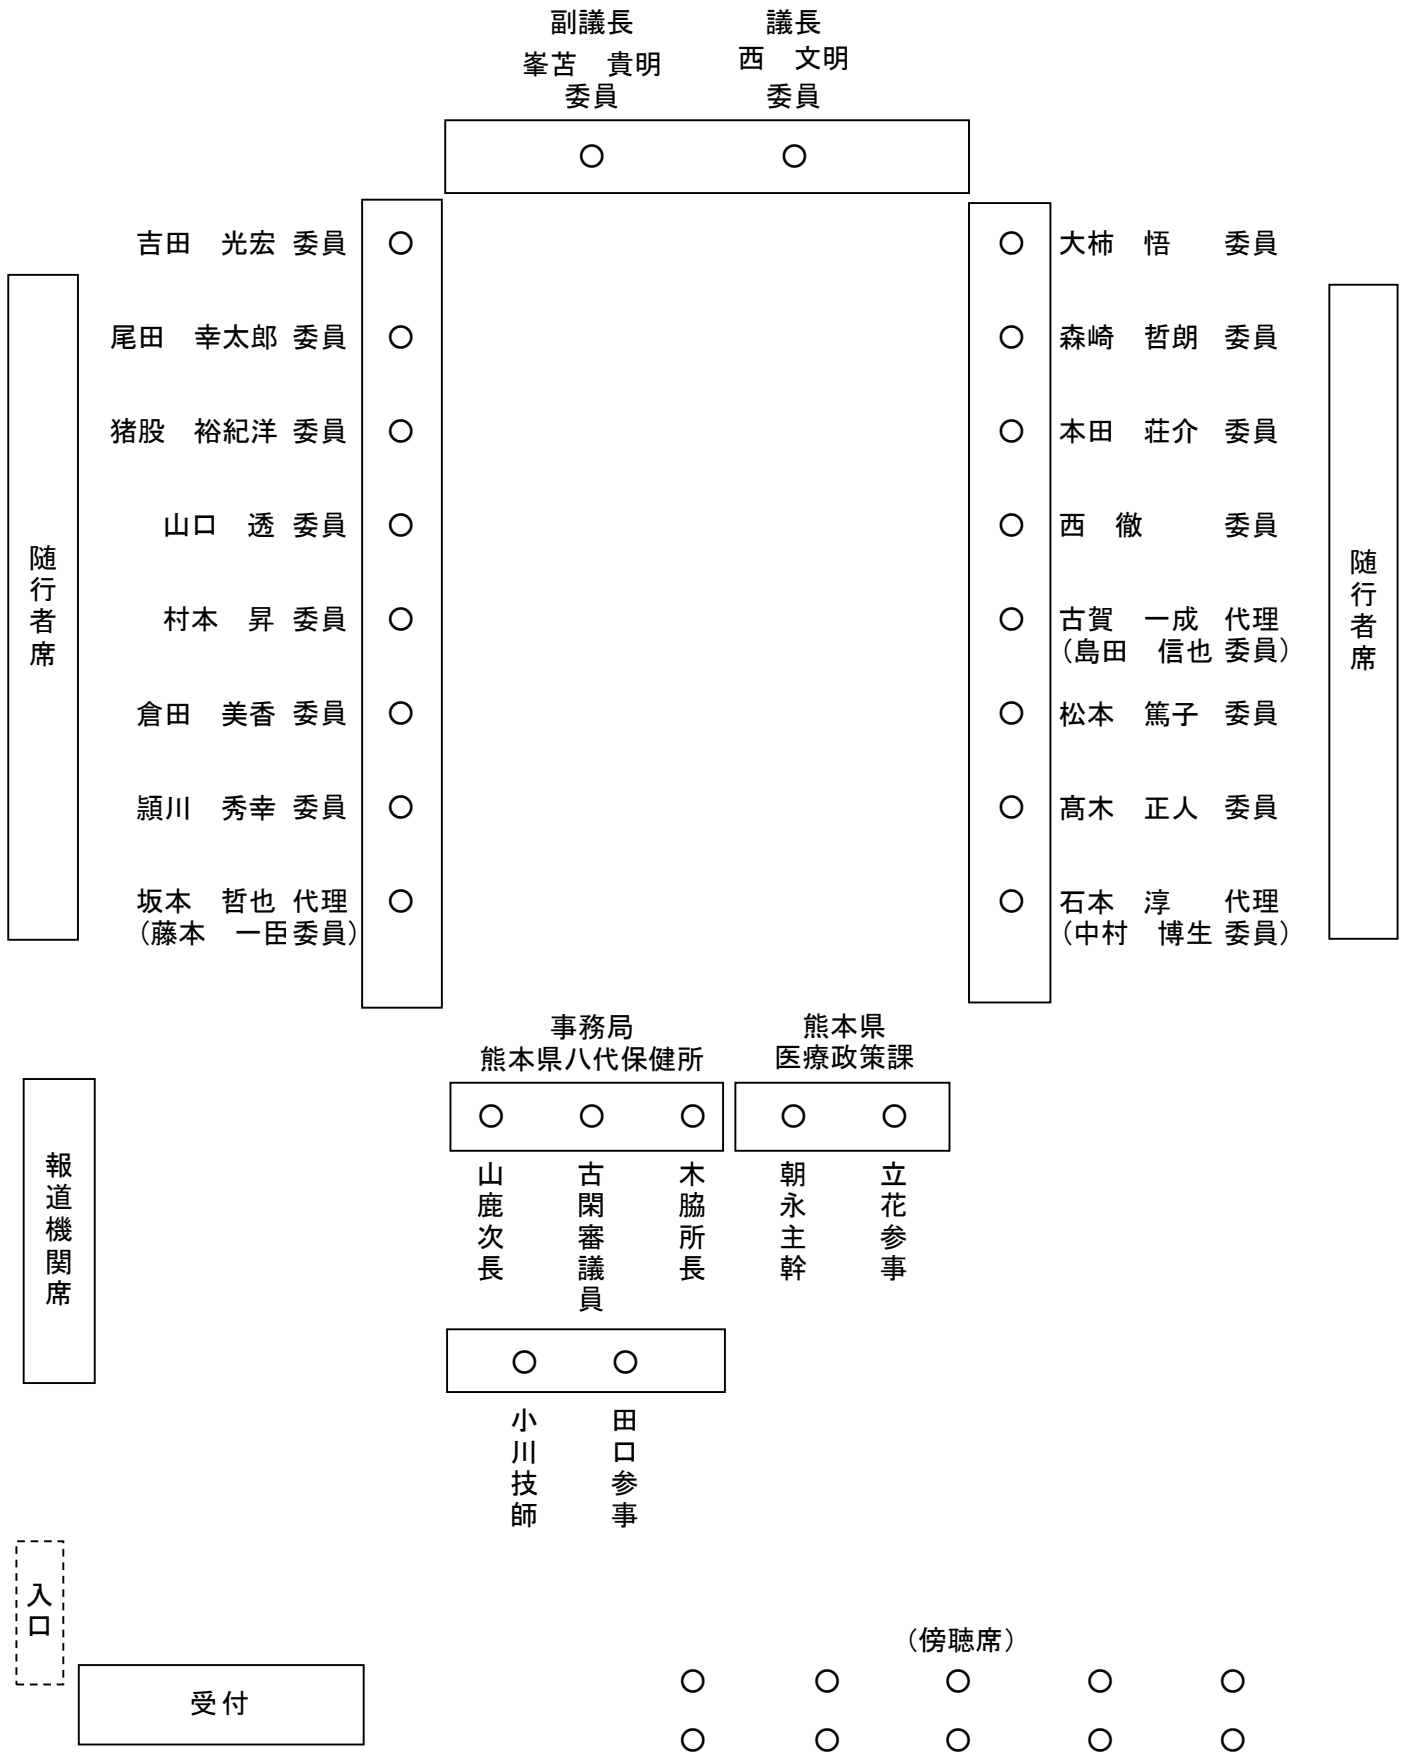 副議長
峯苫　貴明
委員
議長
西　文明
委員
吉田　光宏 委員
尾田　幸太郎 委員
猪股　裕紀洋 委員
山口　透 委員
村本　昇 委員
倉田　美香 委員
頴川　秀幸 委員
坂本　哲也 代理
（藤本　一臣委員）
大柿　悟　　委員
森崎　哲朗　委員
本田　荘介　委員
西　徹　　　委員
古賀　一成　代理
（島田　信也 委員）
松本　篤子　委員
髙木　正人　委員
石本　淳　　代理
（中村　博生 委員）
随行者席
随行者席
事務局
熊本県八代保健所
熊本県
医療政策課
山鹿次長
古閑審議員
木脇所長
朝永主幹
立花参事
報道機関席
小川技師
田口参事
入口
受付
（傍聴席）